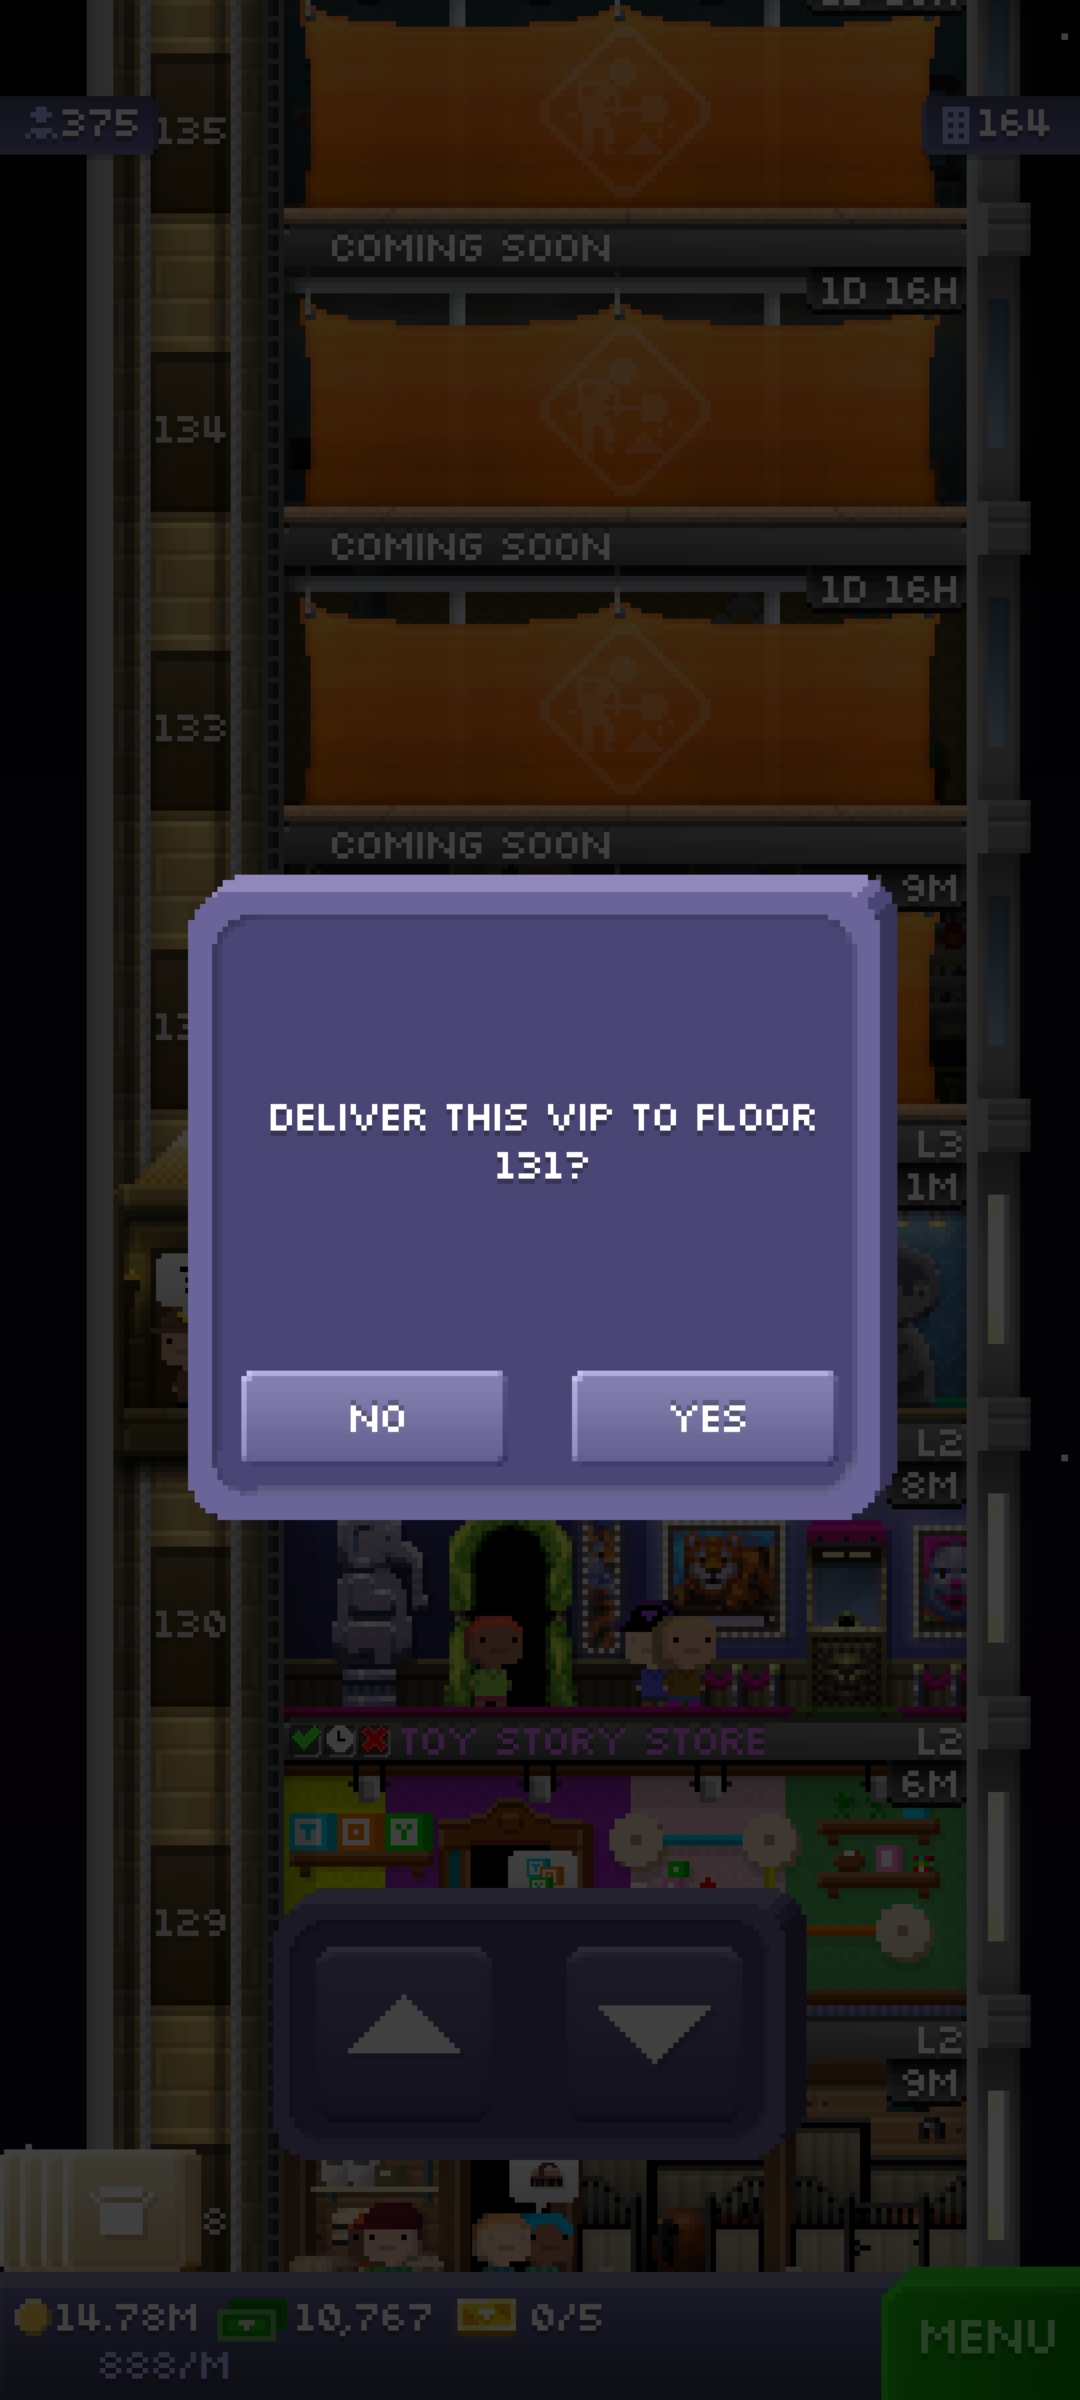 375
135
164
COMING SOON
1D 16H
134
COMING SOON
1D 16H
133
COMING SOON
9M
DELIVER THIS VIP TO FLOOR
131?
L3
1M
NO
YES
L2
8M
130
TOY STORY STORE
L2
6M
T O Y
129
L2
9M
8
14.78M
10,767
0/5
MENU
888/M